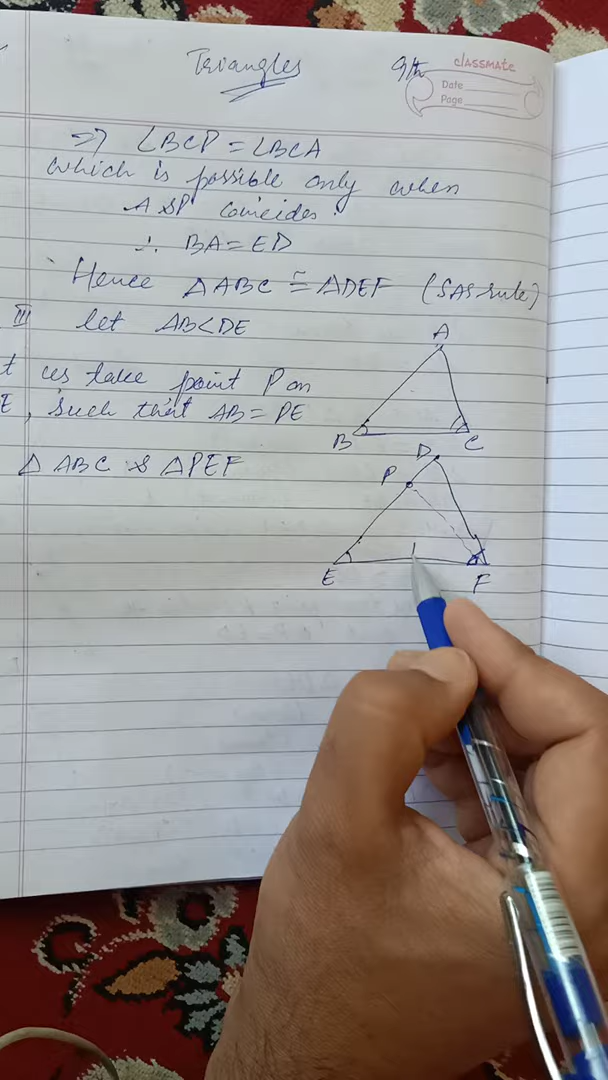 Triangles
9th
classmate
Date
Page
=> ∠BCP = ∠BCA
which is possible only when
A & P coincides.
∴ BA = ED
Hence △ABC ≅ △DEF (SAS rule)
III let AB<DE
t us take point P on
E, such that AB = PE
△ ABC & △PEF
A
B
C
D
P
E
F